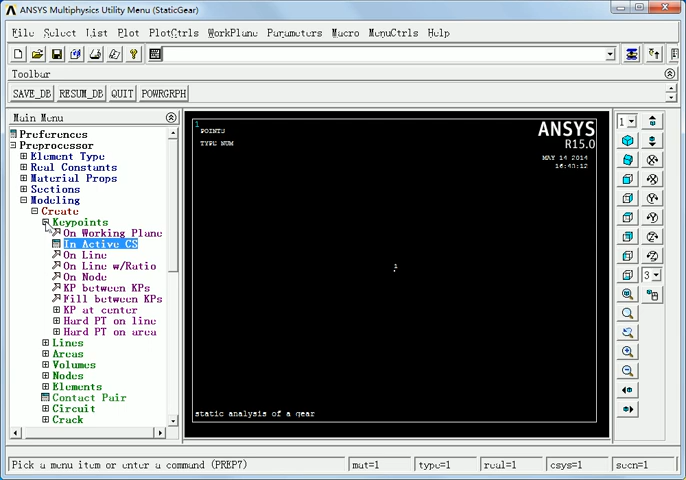 ANSYS Multiphysics Utility Menu (StaticGear)
File Select List Plot PlotCtrls WorkPlane Parameters Macro MenuCtrls Help
Toolbar
SAVE_DB RESUM_DB QUIT POWRGRPH
Main Menu
Preferences
Preprocessor
Element Type
Real Constants
Material Props
Sections
Modeling
Create
Keypoints
On Working Plane
In Active CS
On Line
On Line w/Ratio
On Node
KP between KPs
Fill between KPs
KP at center
Hard PT on line
Hard PT on area
Lines
Areas
Volumes
Nodes
Elements
Contact Pair
Circuit
Crack
1
POINTS
TYPE NUM
ANSYS
R15.0
MAY 14 2014
16:43:12
1
static analysis of a gear
1
3
Pick a menu item or enter a command (PREP7)
mat=1
type=1
real=1
csys=1
secn=1